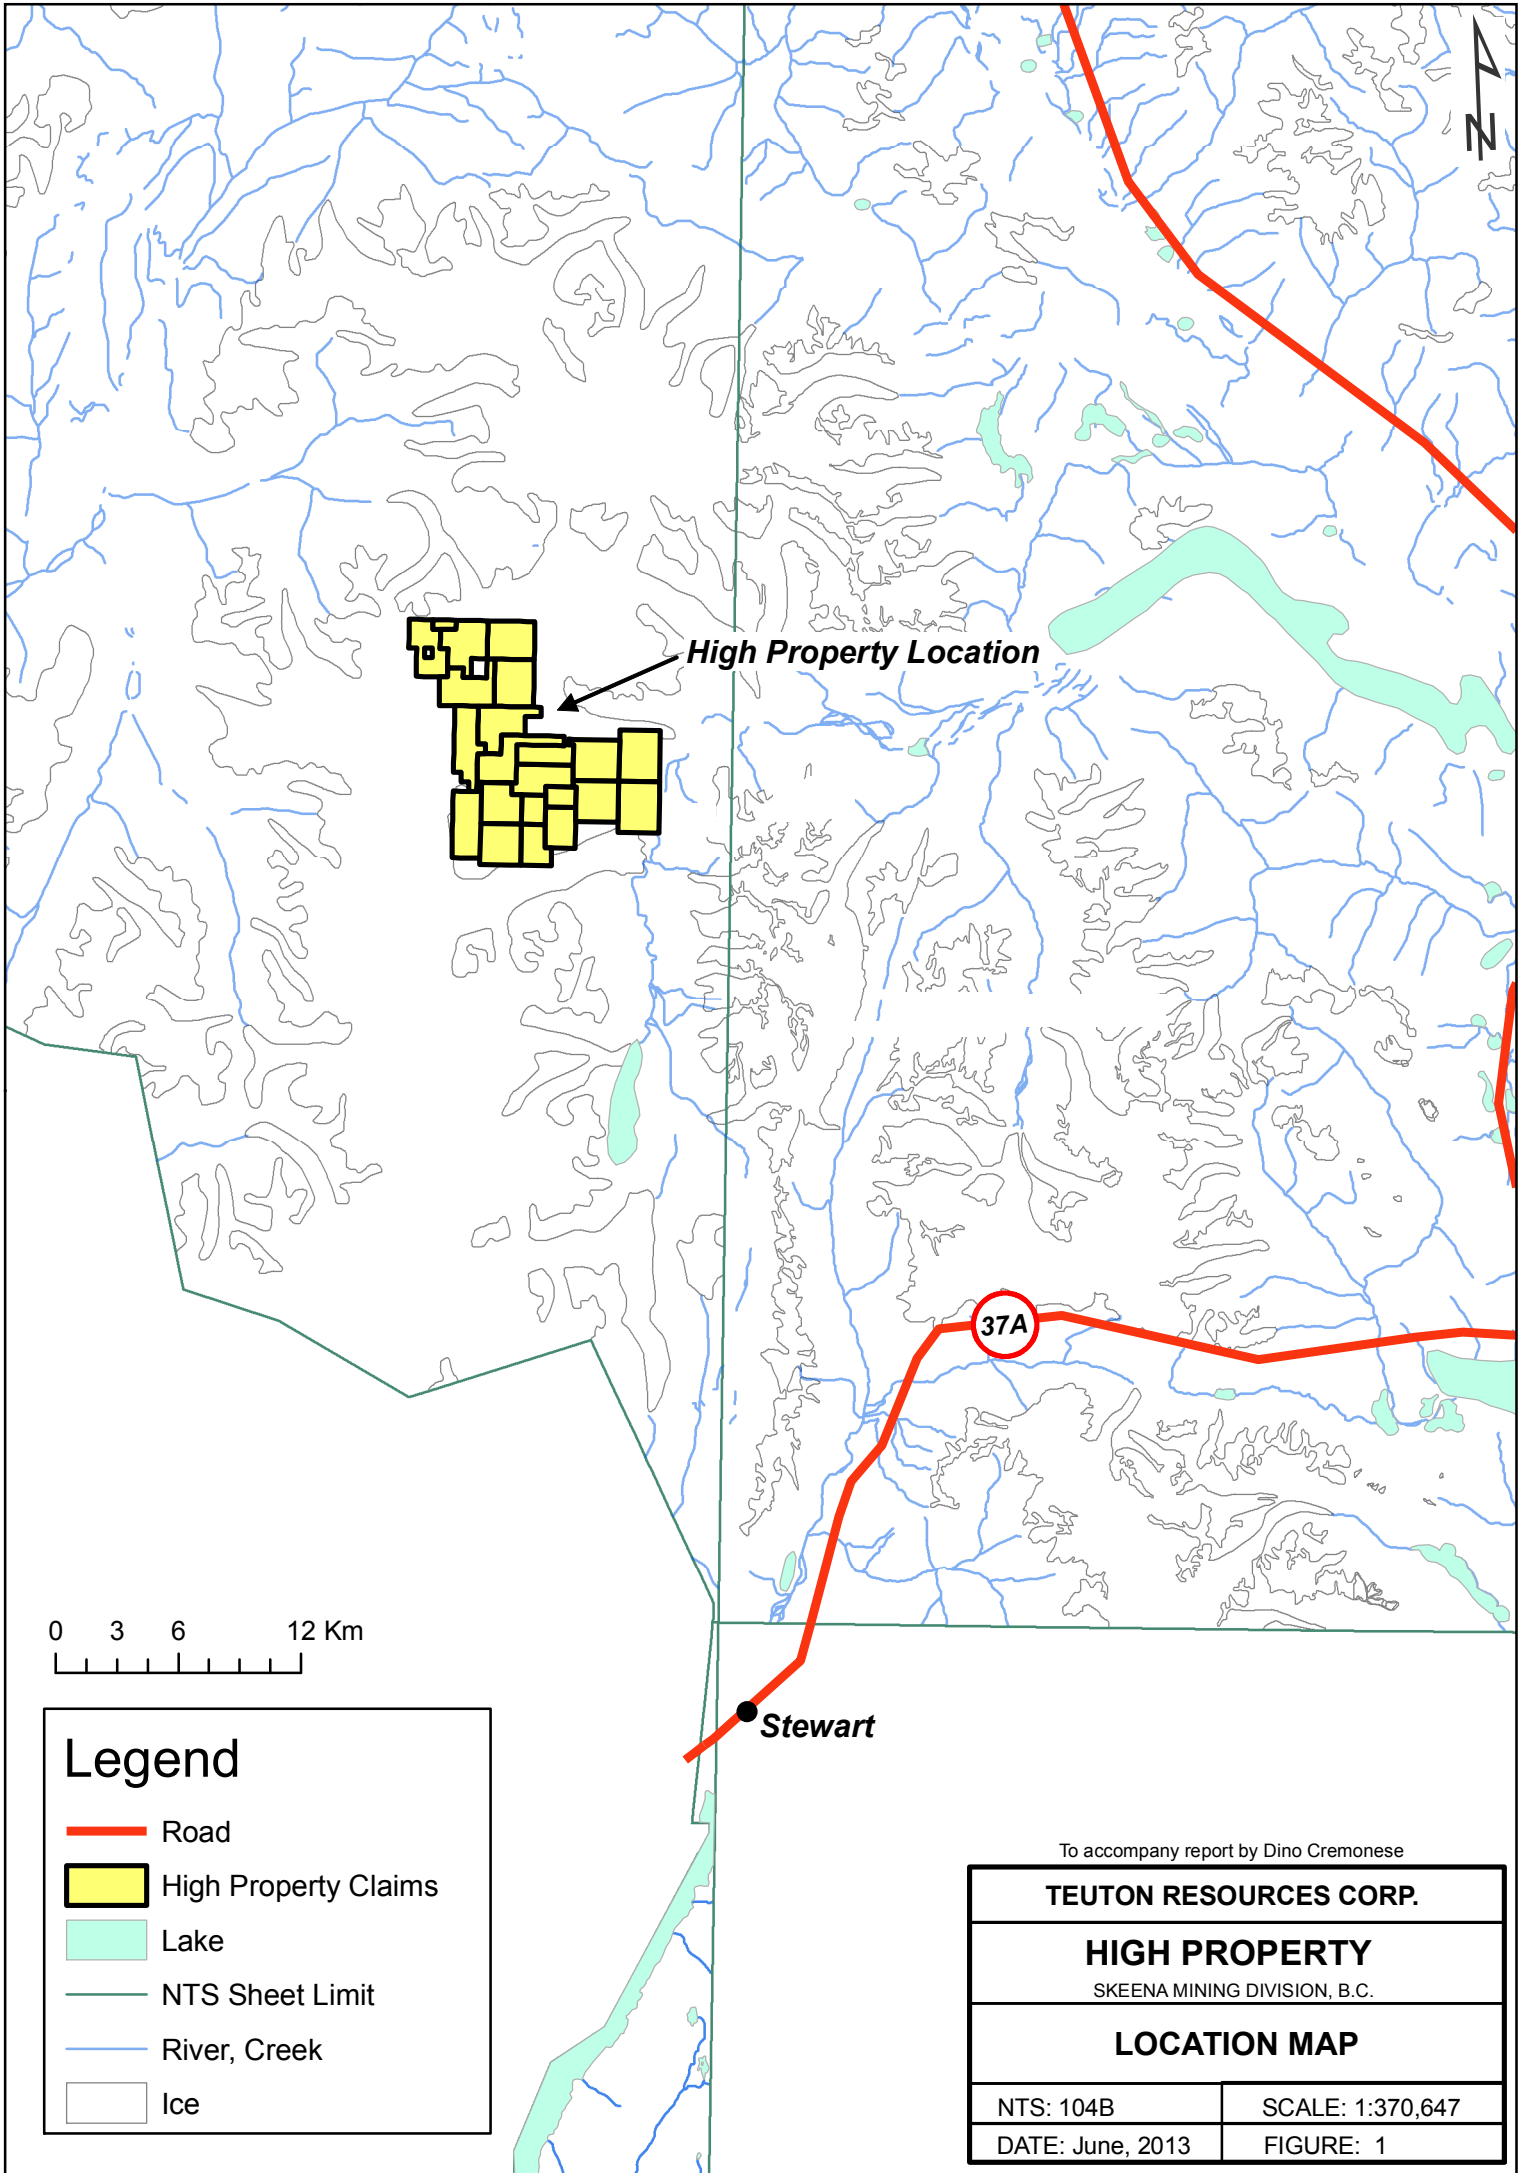 N
High Property Location
37A
0 3 6 12 Km
Stewart
Legend
Road
High Property Claims
Lake
NTS Sheet Limit
River, Creek
Ice
To accompany report by Dino Cremonese
TEUTON RESOURCES CORP.
HIGH PROPERTY
SKEENA MINING DIVISION, B.C.
LOCATION MAP
NTS: 104B SCALE: 1:370,647
DATE: June, 2013 FIGURE: 1